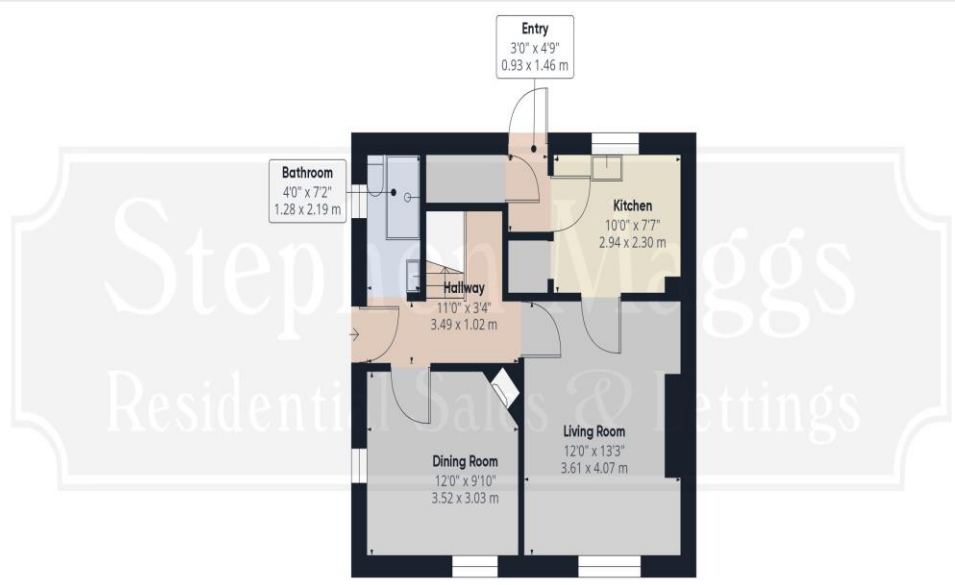 Entry
3'0" x 4'9"
0.93 x 1.46 m
Bathroom
4'0" x 7'2"
1.28 x 2.19 m
Kitchen
10'0" x 7'7"
2.94 x 2.30 m
Stephen Maggs
Hallway
11'0" x 3'4"
3.49 x 1.02 m
Residential Sales & Lettings
Living Room
12'0" x 13'3"
3.61 x 4.07 m
Dining Room
12'0" x 9'10"
3.52 x 3.03 m